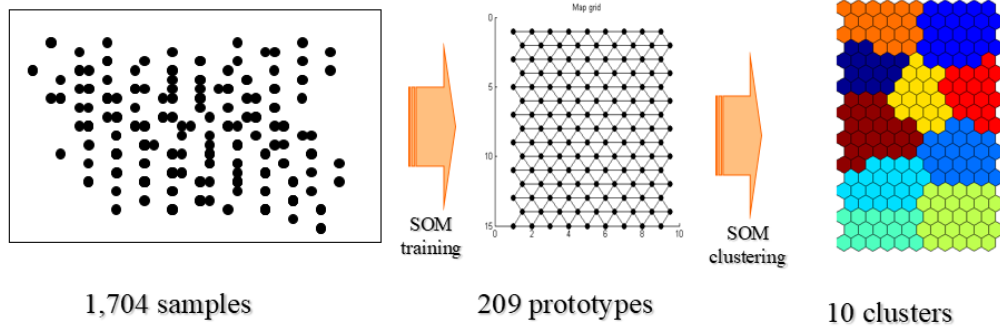 Map grid
0
5
10
15
0
2
4
6
8
10
SOM
training
SOM
clustering
1,704 samples
209 prototypes
10 clusters